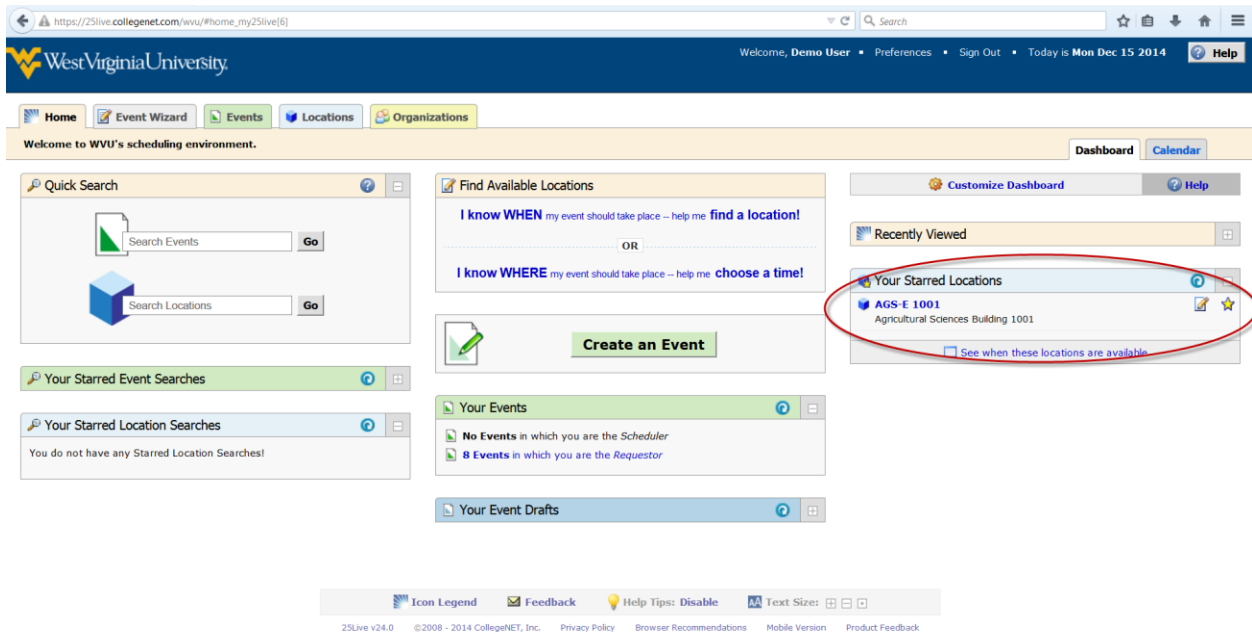 https://25live.collegenet.com/wvu/#home_my25live[6]
Search
WestVirginiaUniversity.
Welcome, Demo User ▪ Preferences ▪ Sign Out ▪ Today is Mon Dec 15 2014
Help
Home
Event Wizard
Events
Locations
Organizations
Welcome to WVU's scheduling environment.
Dashboard
Calendar
Quick Search
Search Events
Go
Search Locations
Go
Your Starred Event Searches
Your Starred Location Searches
You do not have any Starred Location Searches!
Find Available Locations
I know WHEN my event should take place -- help me find a location!
OR
I know WHERE my event should take place -- help me choose a time!
Create an Event
Your Events
No Events in which you are the Scheduler
8 Events in which you are the Requestor
Your Event Drafts
Customize Dashboard
Help
Recently Viewed
Your Starred Locations
AGS-E 1001
Agricultural Sciences Building 1001
See when these locations are available
Icon Legend
Feedback
Help Tips: Disable
AA Text Size:
25Live v24.0 ©2008 - 2014 CollegeNET, Inc. Privacy Policy Browser Recommendations Mobile Version Product Feedback